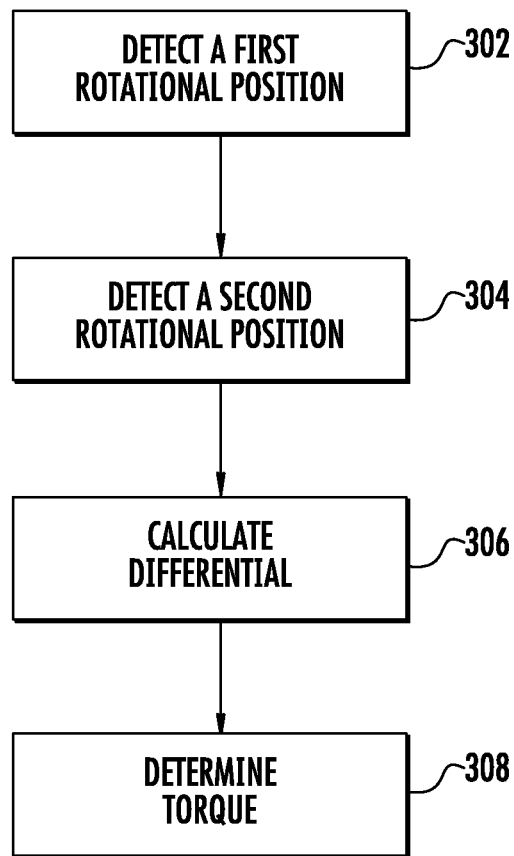 DETECT A FIRST
ROTATIONAL POSITION
302
DETECT A SECOND
ROTATIONAL POSITION
304
CALCULATE
DIFFERENTIAL
306
DETERMINE
TORQUE
308